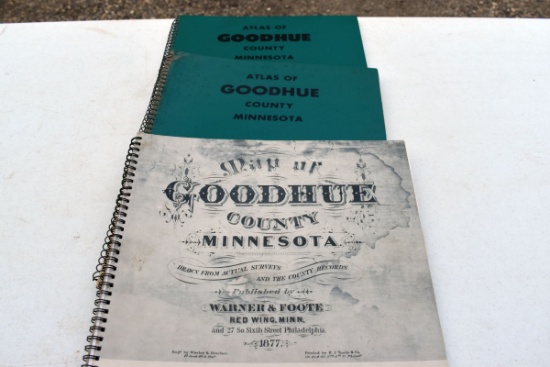 ATLAS OF
GOODHUE
COUNTY
MINNESOTA
ATLAS OF
GOODHUE
COUNTY
MINNESOTA
Map of
GOODHUE
COUNTY
MINNESOTA.
DRAWN FROM ACTUAL SURVEYS
AND THE COUNTY RECORDS
Published by
WARNER & FOOTE
RED WING, MINN.
and 27 So Sixth Street Philadelphia.
1877.